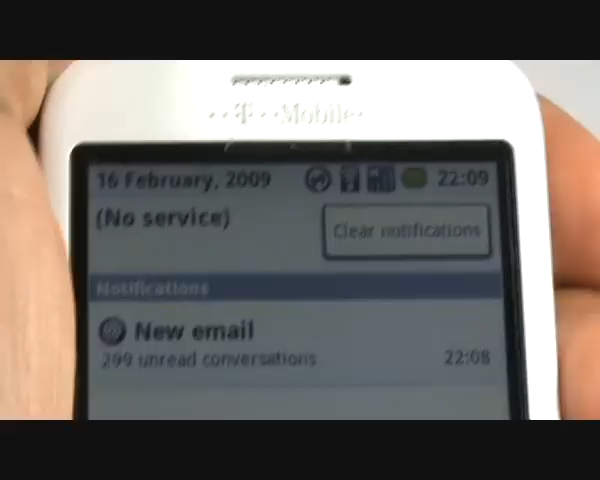 T-Mobile
16 February, 2009 22:09
(No service) Clear notifications
Notifications
New email
299 unread conversations 22:08